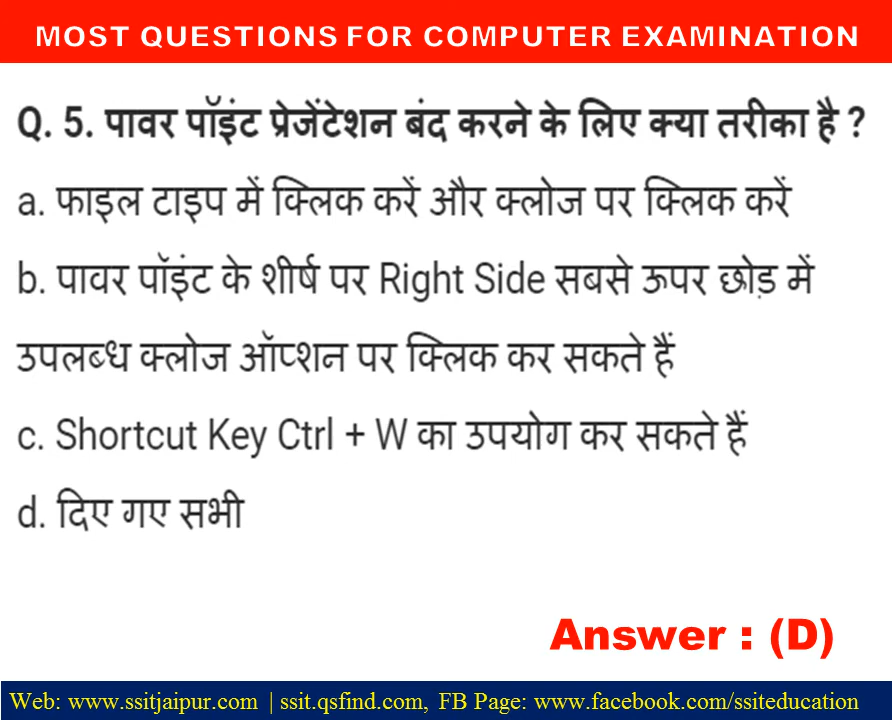 MOST QUESTIONS FOR COMPUTER EXAMINATION
Q. 5. पावर पॉइंट प्रेजेंटेशन बंद करने के लिए क्या तरीका है ?
a. फाइल टाइप में क्लिक करें और क्लोज पर क्लिक करें
b. पावर पॉइंट के शीर्ष पर Right Side सबसे ऊपर छोड़ में
उपलब्ध क्लोज ऑप्शन पर क्लिक कर सकते हैं
c. Shortcut Key Ctrl + W का उपयोग कर सकते हैं
d. दिए गए सभी
Answer : (D)
Web: www.ssitjaipur.com | ssit.qsfind.com, FB Page: www.facebook.com/ssiteducation